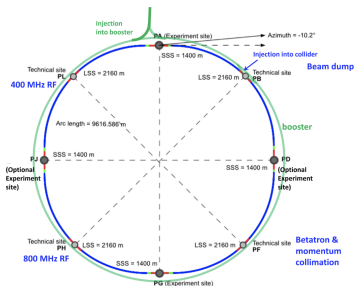 Injection
into booster
PA (Experiment site)
Azimuth = -10.2°
Injection into collider
Technical site
PL
SSS = 1400 m
Technical site
PB
Beam dump
LSS = 2160 m
LSS = 2160 m
400 MHz RF
Arc length = 9616.586 m
booster
PJ
SSS = 1400 m
SSS = 1400 m
PD
(Optional
Experiment
site)
(Optional
Experiment
site)
Technical site
PH
LSS = 2160 m
LSS = 2160 m
Technical site
PF
Betatron &
momentum
collimation
800 MHz RF
SSS = 1400 m
PG (Experiment site)